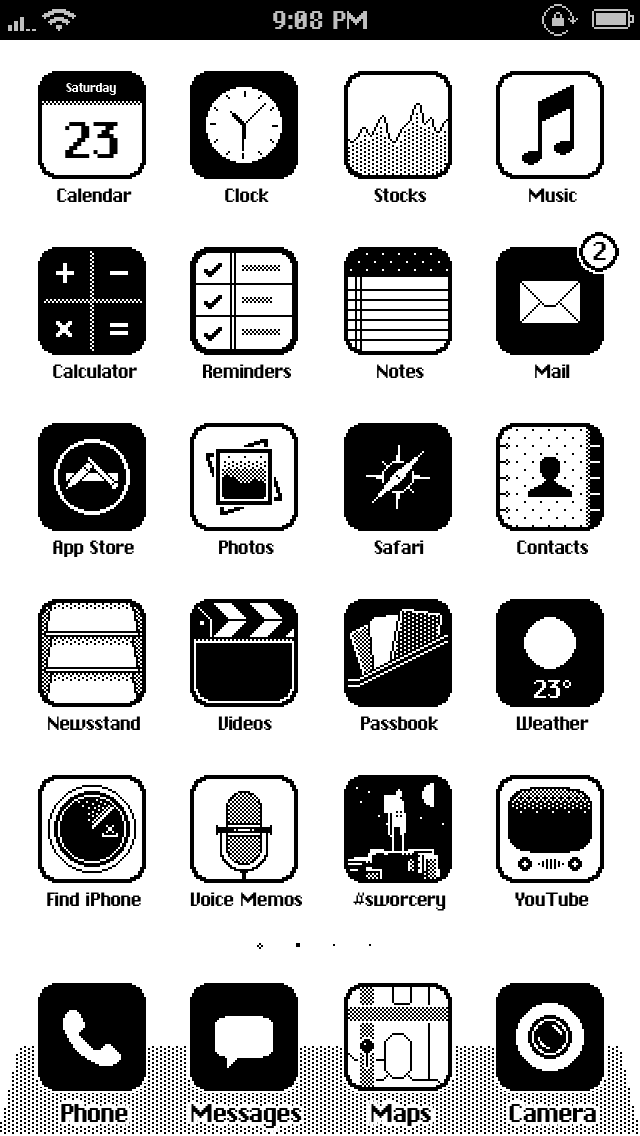 9:08 PM
Saturday
23
Calendar
Clock
Stocks
Music
2
Calculator
Reminders
Notes
Mail
App Store
Photos
Safari
Contacts
23°
Newsstand
Videos
Passbook
Weather
Find iPhone
Voice Memos
#sworcery
YouTube
Phone
Messages
Maps
Camera